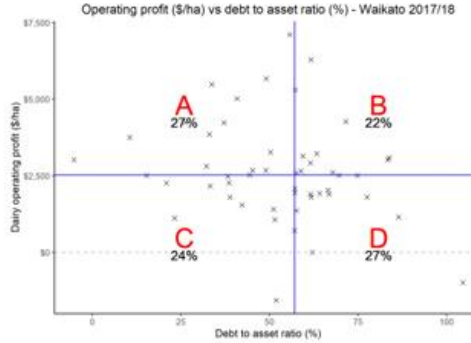 Operating profit ($/ha) vs debt to asset ratio (%) - Waikato 2017/18
$7,500
$5,000
$2,500
$0
Dairy operating profit ($/ha)
A
27%
B
22%
C
24%
D
27%
0
25
50
75
100
Debt to asset ratio (%)